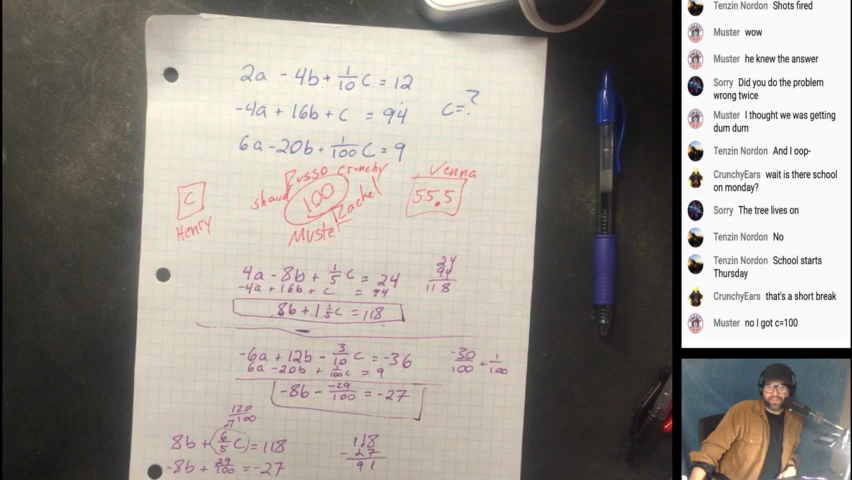 2a - 4b + 1/10 C = 12
-4a + 16b + C = 94 C=?
6a - 20b + 1/100 C = 9
C
Henry
Russo Crunchy
shaun 100 Rachel
Muster
Venna
55.5
4a - 8b + 1/5 C = 24
-4a + 16b + C = 94
8b + 1 1/5 C = 118
24
94
118
-6a + 12b - 3/10 C = -36
6a - 20b + 1/100 C = 9
-8b - -29/100 = -27
-30/100 + 1/100
120/100
8b + 6/5 C = 118
-8b + 29/100 = -27
118
- 27
91
Tenzin Nordon Shots fired
Muster wow
Muster he knew the answer
Sorry Did you do the problem
wrong twice
Muster I thought we was getting
dum dum
Tenzin Nordon And I oop-
CrunchyEars wait is there school
on monday?
Sorry The tree lives on
Tenzin Nordon No
Tenzin Nordon School starts
Thursday
CrunchyEars that's a short break
Muster no I got c=100